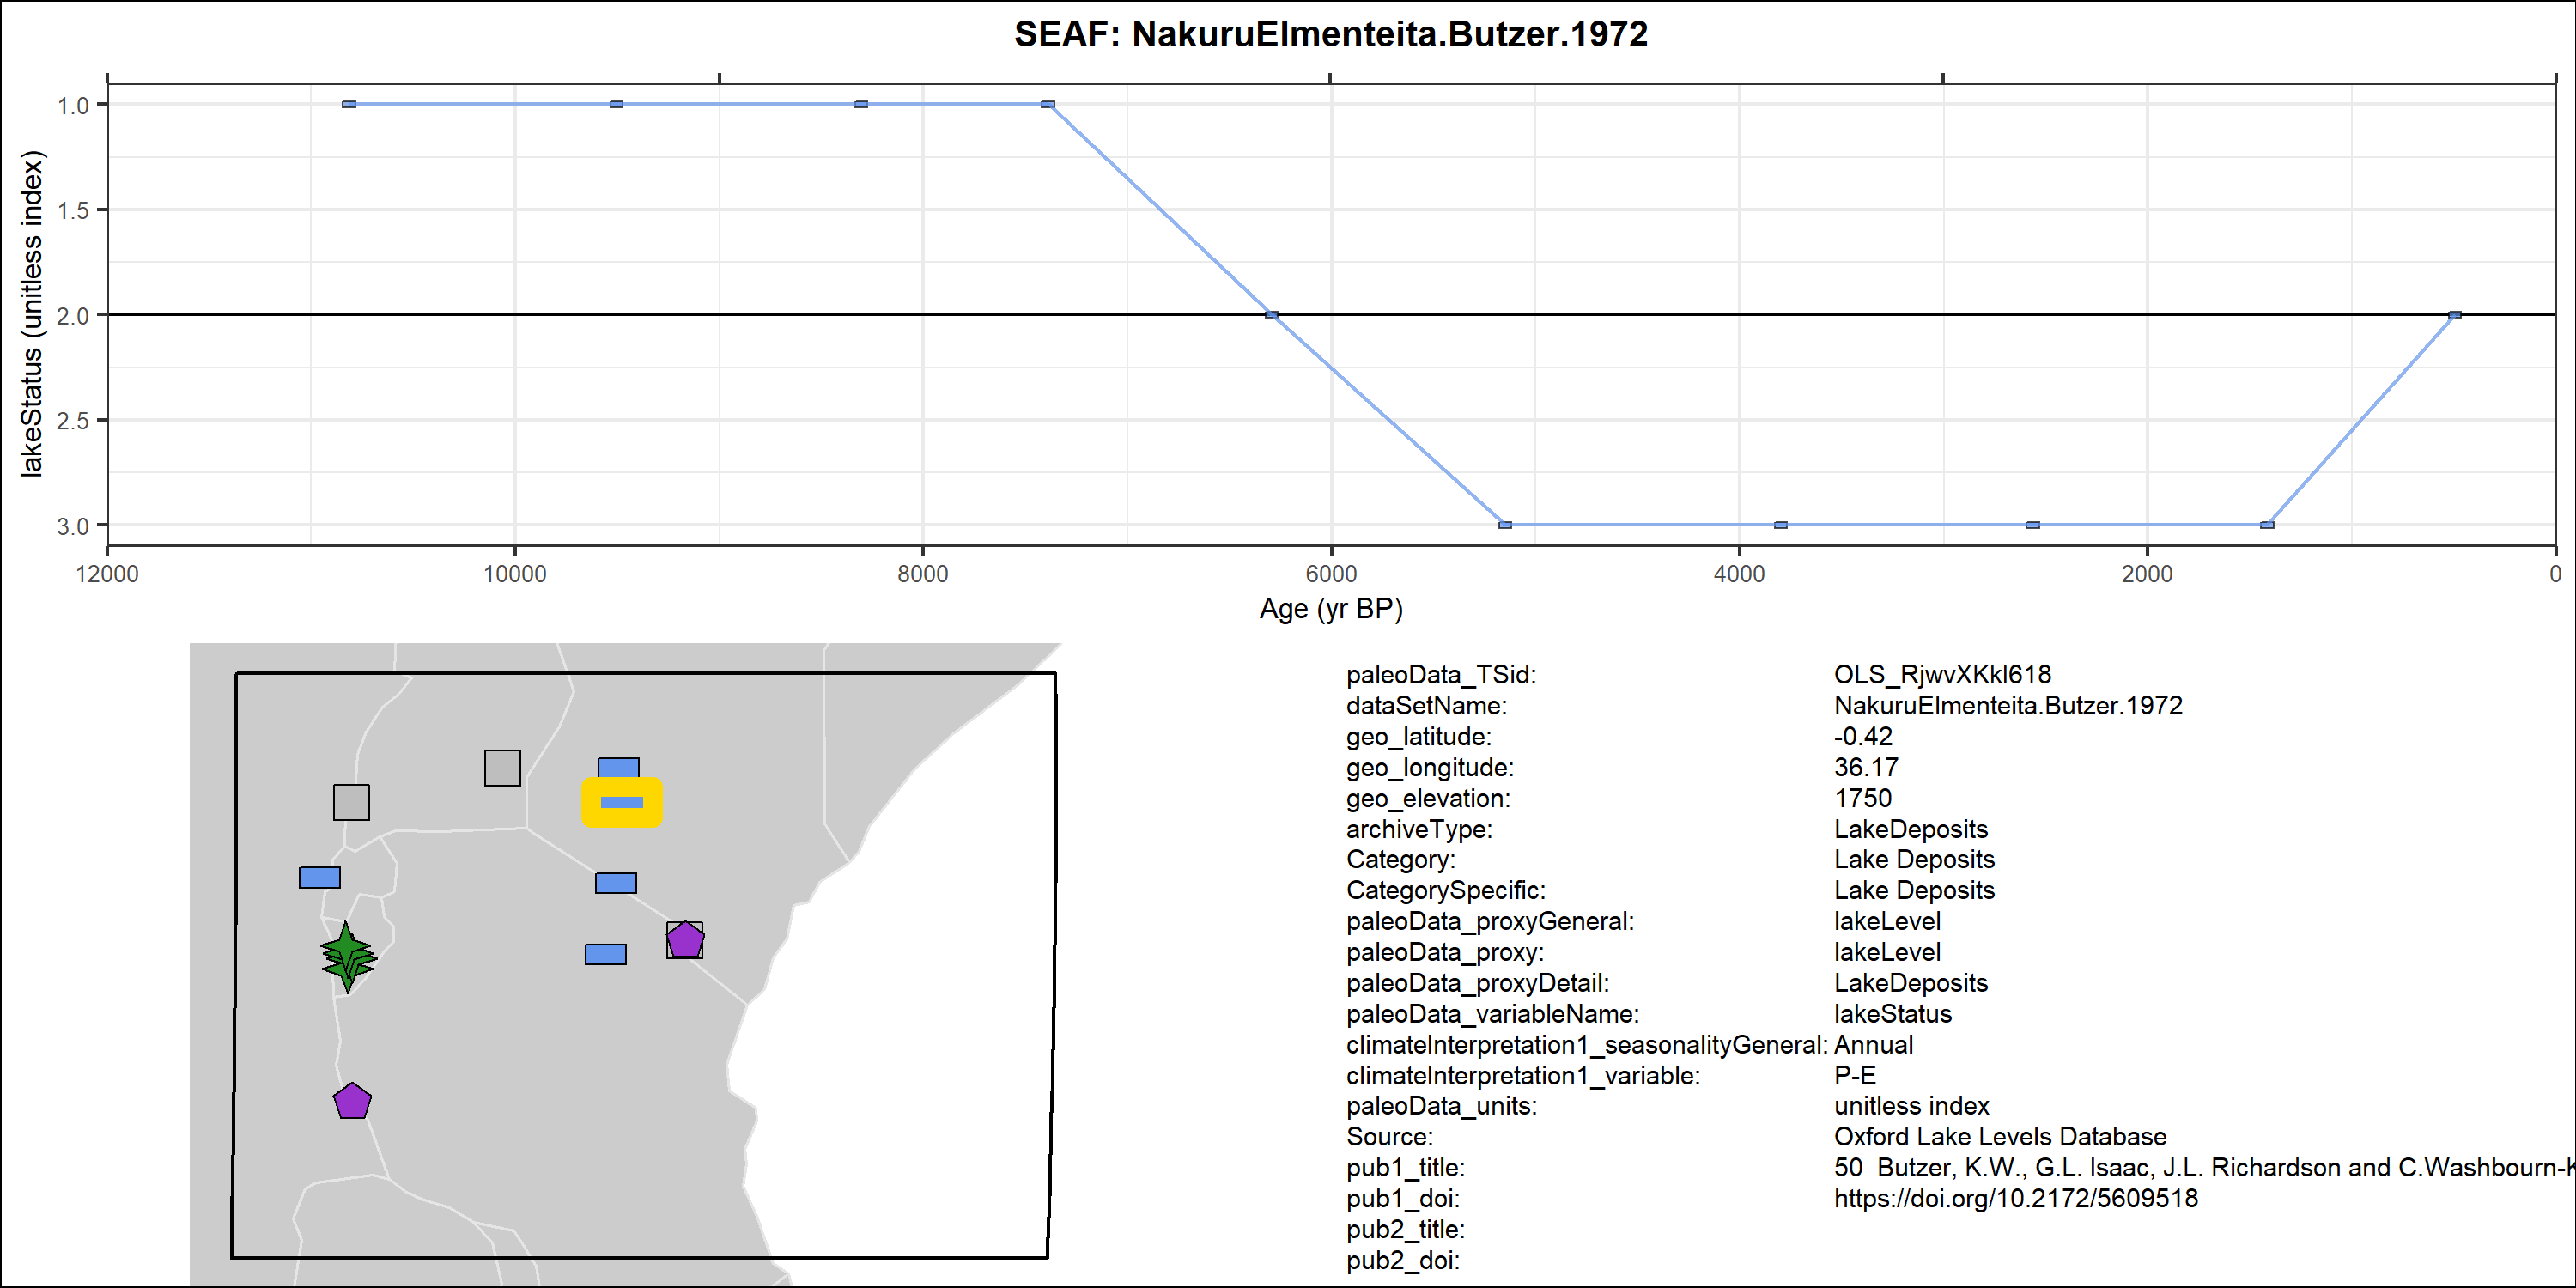 SEAF: NakuruElmenteita.Butzer.1972
lakeStatus (unitless index)
1.0
1.5
2.0
2.5
3.0
12000 10000 8000 6000 4000 2000 0
Age (yr BP)
paleoData_TSid: OLS_RjwvXKkI618
dataSetName: NakuruElmenteita.Butzer.1972
geo_latitude: -0.42
geo_longitude: 36.17
geo_elevation: 1750
archiveType: LakeDeposits
Category: Lake Deposits
CategorySpecific: Lake Deposits
paleoData_proxyGeneral: lakeLevel
paleoData_proxy: lakeLevel
paleoData_proxyDetail: LakeDeposits
paleoData_variableName: lakeStatus
climateInterpretation1_seasonalityGeneral: Annual
climateInterpretation1_variable: P-E
paleoData_units: unitless index
Source: Oxford Lake Levels Database
pub1_title: 50 Butzer, K.W., G.L. Isaac, J.L. Richardson and C.Washbourn-K
pub1_doi: https://doi.org/10.2172/5609518
pub2_title:
pub2_doi: